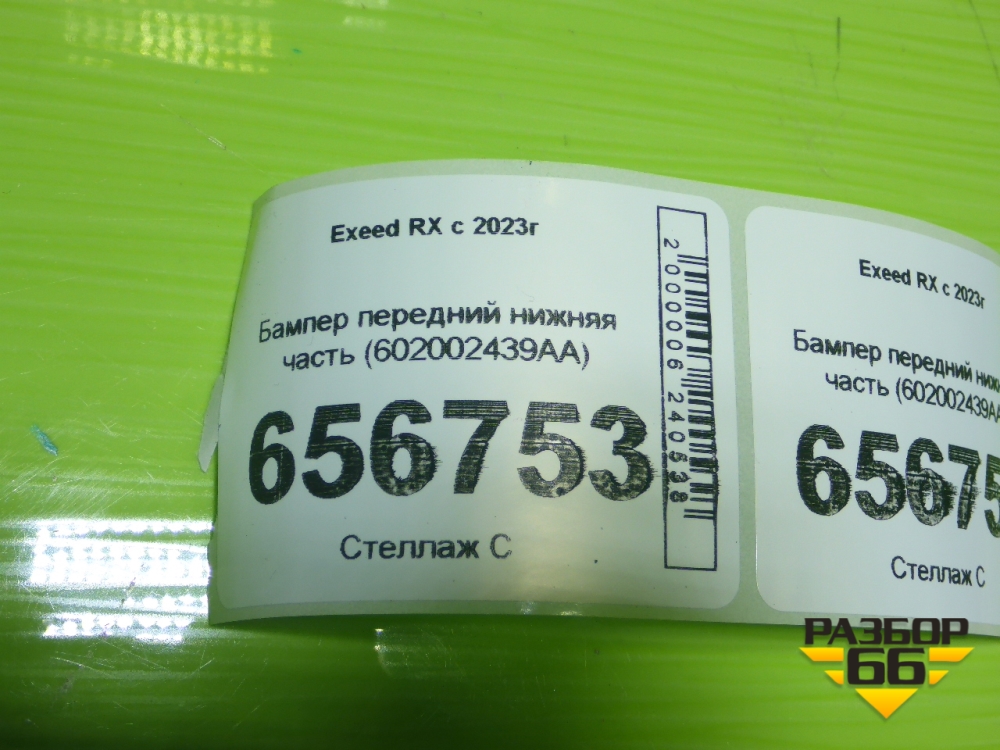 Exeed RX с 2023г
Бампер передний нижняя
часть (602002439AA)
656753
Стеллаж С
2000006240538
Exeed RX с 2023г
Бампер передний
часть (602002439AA
65675
Стеллаж С
РАЗБОР
66